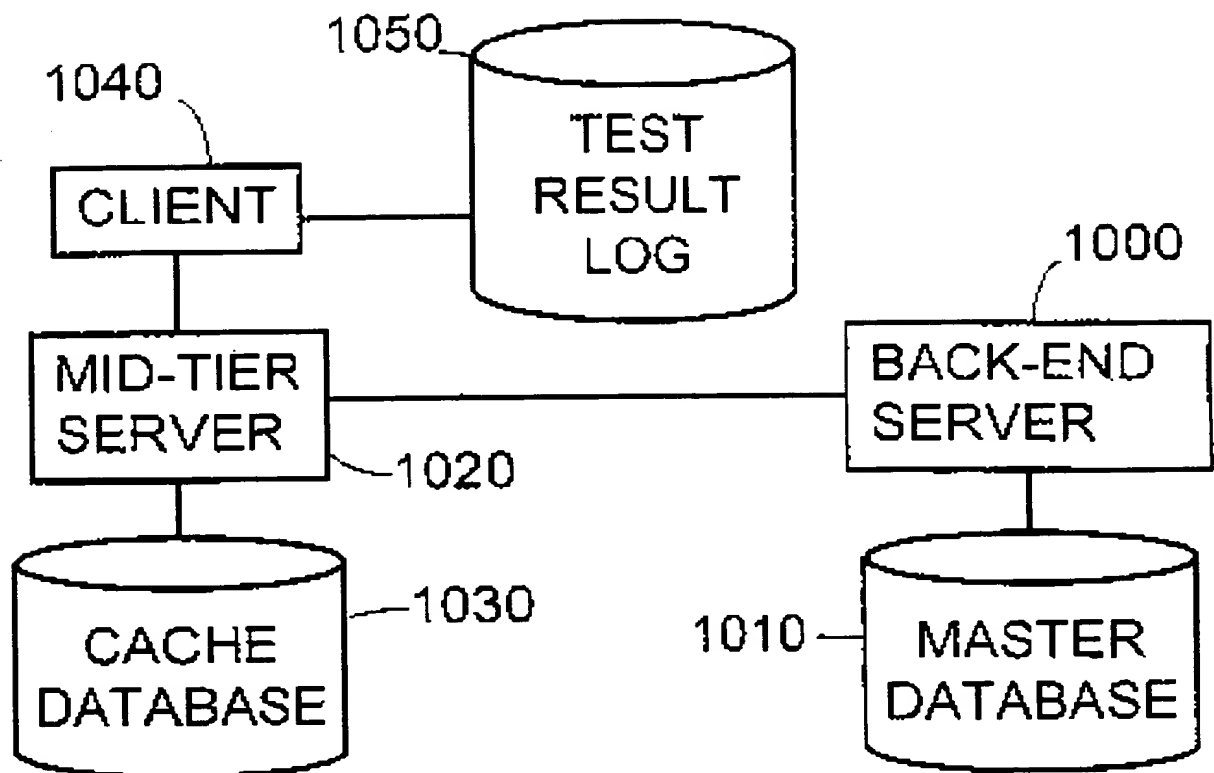 1050
1040
TEST
RESULT
LOG
CLIENT
1000
MID-TIER
SERVER
BACK-END
SERVER
1020
CACHE
DATABASE
1030
1010
MASTER
DATABASE